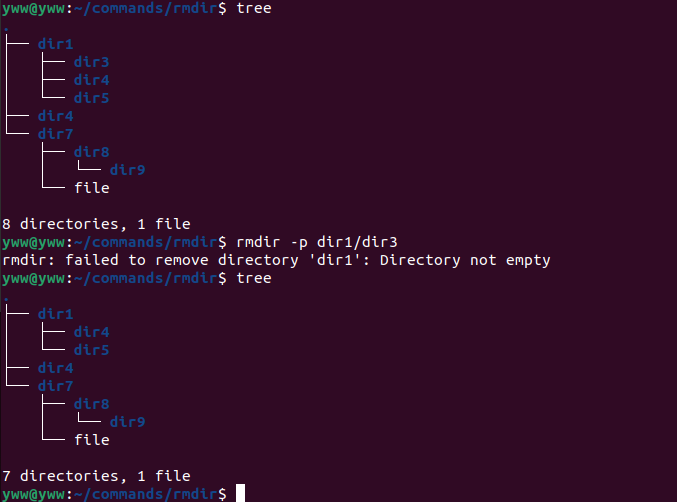 yww@yww:~/commands/rmdir$ tree
.
├── dir1
│   ├── dir3
│   ├── dir4
│   └── dir5
├── dir4
└── dir7
    ├── dir8
    │   └── dir9
    └── file
8 directories, 1 file
yww@yww:~/commands/rmdir$ rmdir -p dir1/dir3
rmdir: failed to remove directory 'dir1': Directory not empty
yww@yww:~/commands/rmdir$ tree
.
├── dir1
│   ├── dir4
│   └── dir5
├── dir4
└── dir7
    ├── dir8
    │   └── dir9
    └── file
7 directories, 1 file
yww@yww:~/commands/rmdir$